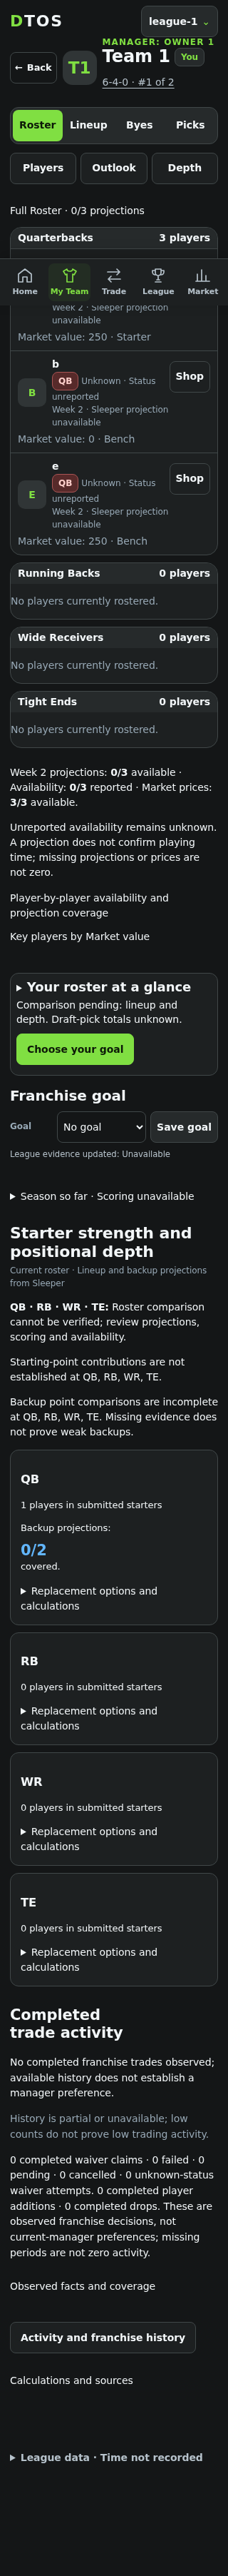 DTOS
league-1
MANAGER: OWNER 1
← Back
T1
Team 1 You
6-4-0 · #1 of 2
Roster Lineup Byes Picks
Players Outlook Depth
Full Roster · 0/3 projections
Quarterbacks 3 players
Home My Team Trade League Market
Week 2 · Sleeper projection
unavailable
Market value: 250 · Starter
b
Shop
B
QB Unknown · Status
unreported
Week 2 · Sleeper projection
unavailable
Market value: 0 · Bench
e
Shop
E
QB Unknown · Status
unreported
Week 2 · Sleeper projection
unavailable
Market value: 250 · Bench
Running Backs 0 players
No players currently rostered.
Wide Receivers 0 players
No players currently rostered.
Tight Ends 0 players
No players currently rostered.
Week 2 projections: 0/3 available ·
Availability: 0/3 reported · Market prices:
3/3 available.
Unreported availability remains unknown.
A projection does not confirm playing
time; missing projections or prices are
not zero.
Player-by-player availability and
projection coverage
Key players by Market value
▸ Your roster at a glance
Comparison pending: lineup and
depth. Draft-pick totals unknown.
Choose your goal
Franchise goal
Goal No goal Save goal
League evidence updated: Unavailable
▸ Season so far · Scoring unavailable
Starter strength and
positional depth
Current roster · Lineup and backup projections
from Sleeper
QB · RB · WR · TE: Roster comparison
cannot be verified; review projections,
scoring and availability.
Starting-point contributions are not
established at QB, RB, WR, TE.
Backup point comparisons are incomplete
at QB, RB, WR, TE. Missing evidence does
not prove weak backups.
QB
1 players in submitted starters
Backup projections:
0/2
covered.
▸ Replacement options and
calculations
RB
0 players in submitted starters
▸ Replacement options and
calculations
WR
0 players in submitted starters
▸ Replacement options and
calculations
TE
0 players in submitted starters
▸ Replacement options and
calculations
Completed
trade activity
No completed franchise trades observed;
available history does not establish a
manager preference.
History is partial or unavailable; low
counts do not prove low trading activity.
0 completed waiver claims · 0 failed · 0
pending · 0 cancelled · 0 unknown-status
waiver attempts. 0 completed player
additions · 0 completed drops. These are
observed franchise decisions, not
current-manager preferences; missing
periods are not zero activity.
Observed facts and coverage
Activity and franchise history
Calculations and sources
▸ League data · Time not recorded